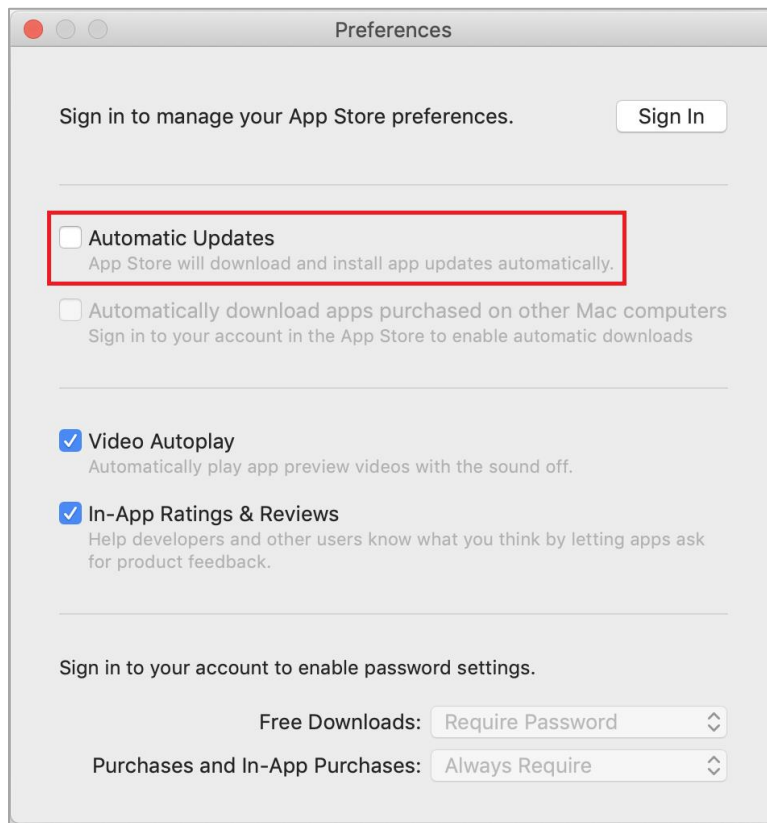 Preferences
Sign in to manage your App Store preferences.
Sign In
Automatic Updates
App Store will download and install app updates automatically.
Automatically download apps purchased on other Mac computers
Sign in to your account in the App Store to enable automatic downloads
Video Autoplay
Automatically play app preview videos with the sound off.
In-App Ratings & Reviews
Help developers and other users know what you think by letting apps ask
for product feedback.
Sign in to your account to enable password settings.
Free Downloads: Require Password
Purchases and In-App Purchases: Always Require